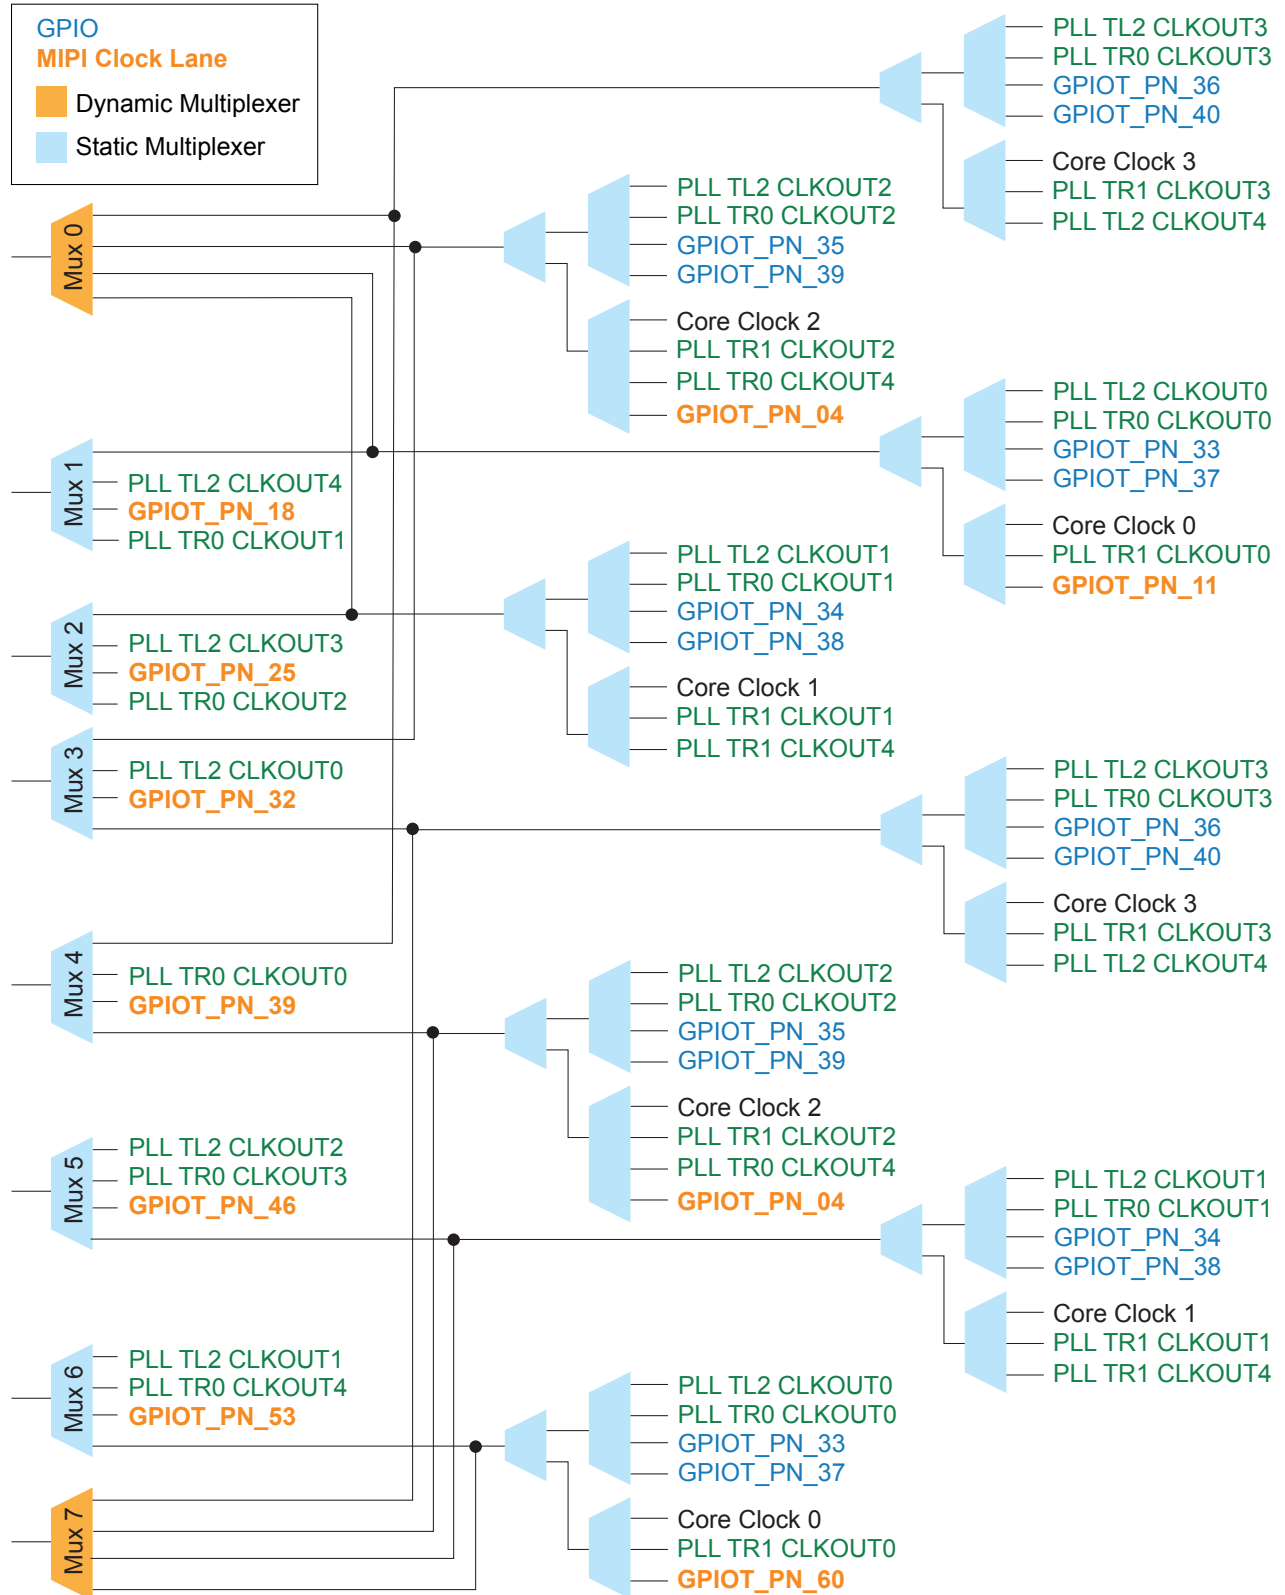 GPIO
MIPI Clock Lane
Dynamic Multiplexer
Static Multiplexer
PLL TL2 CLKOUT3
PLL TR0 CLKOUT3
GPIOT_PN_36
GPIOT_PN_40
Core Clock 3
PLL TR1 CLKOUT3
PLL TL2 CLKOUT4
Mux 0
PLL TL2 CLKOUT2
PLL TR0 CLKOUT2
GPIOT_PN_35
GPIOT_PN_39
Core Clock 2
PLL TR1 CLKOUT2
PLL TR0 CLKOUT4
GPIOT_PN_04
PLL TL2 CLKOUT0
PLL TR0 CLKOUT0
GPIOT_PN_33
GPIOT_PN_37
Core Clock 0
PLL TR1 CLKOUT0
GPIOT_PN_11
Mux 1
PLL TL2 CLKOUT4
GPIOT_PN_18
PLL TR0 CLKOUT1
PLL TL2 CLKOUT1
PLL TR0 CLKOUT1
GPIOT_PN_34
GPIOT_PN_38
Core Clock 1
PLL TR1 CLKOUT1
PLL TR1 CLKOUT4
Mux 2
PLL TL2 CLKOUT3
GPIOT_PN_25
PLL TR0 CLKOUT2
Mux 3
PLL TL2 CLKOUT0
GPIOT_PN_32
PLL TL2 CLKOUT3
PLL TR0 CLKOUT3
GPIOT_PN_36
GPIOT_PN_40
Core Clock 3
PLL TR1 CLKOUT3
PLL TL2 CLKOUT4
Mux 4
PLL TR0 CLKOUT0
GPIOT_PN_39
PLL TL2 CLKOUT2
PLL TR0 CLKOUT2
GPIOT_PN_35
GPIOT_PN_39
Core Clock 2
PLL TR1 CLKOUT2
PLL TR0 CLKOUT4
GPIOT_PN_04
Mux 5
PLL TL2 CLKOUT2
PLL TR0 CLKOUT3
GPIOT_PN_46
PLL TL2 CLKOUT1
PLL TR0 CLKOUT1
GPIOT_PN_34
GPIOT_PN_38
Core Clock 1
PLL TR1 CLKOUT1
PLL TR1 CLKOUT4
Mux 6
PLL TL2 CLKOUT1
PLL TR0 CLKOUT4
GPIOT_PN_53
PLL TL2 CLKOUT0
PLL TR0 CLKOUT0
GPIOT_PN_33
GPIOT_PN_37
Core Clock 0
PLL TR1 CLKOUT0
GPIOT_PN_60
Mux 7